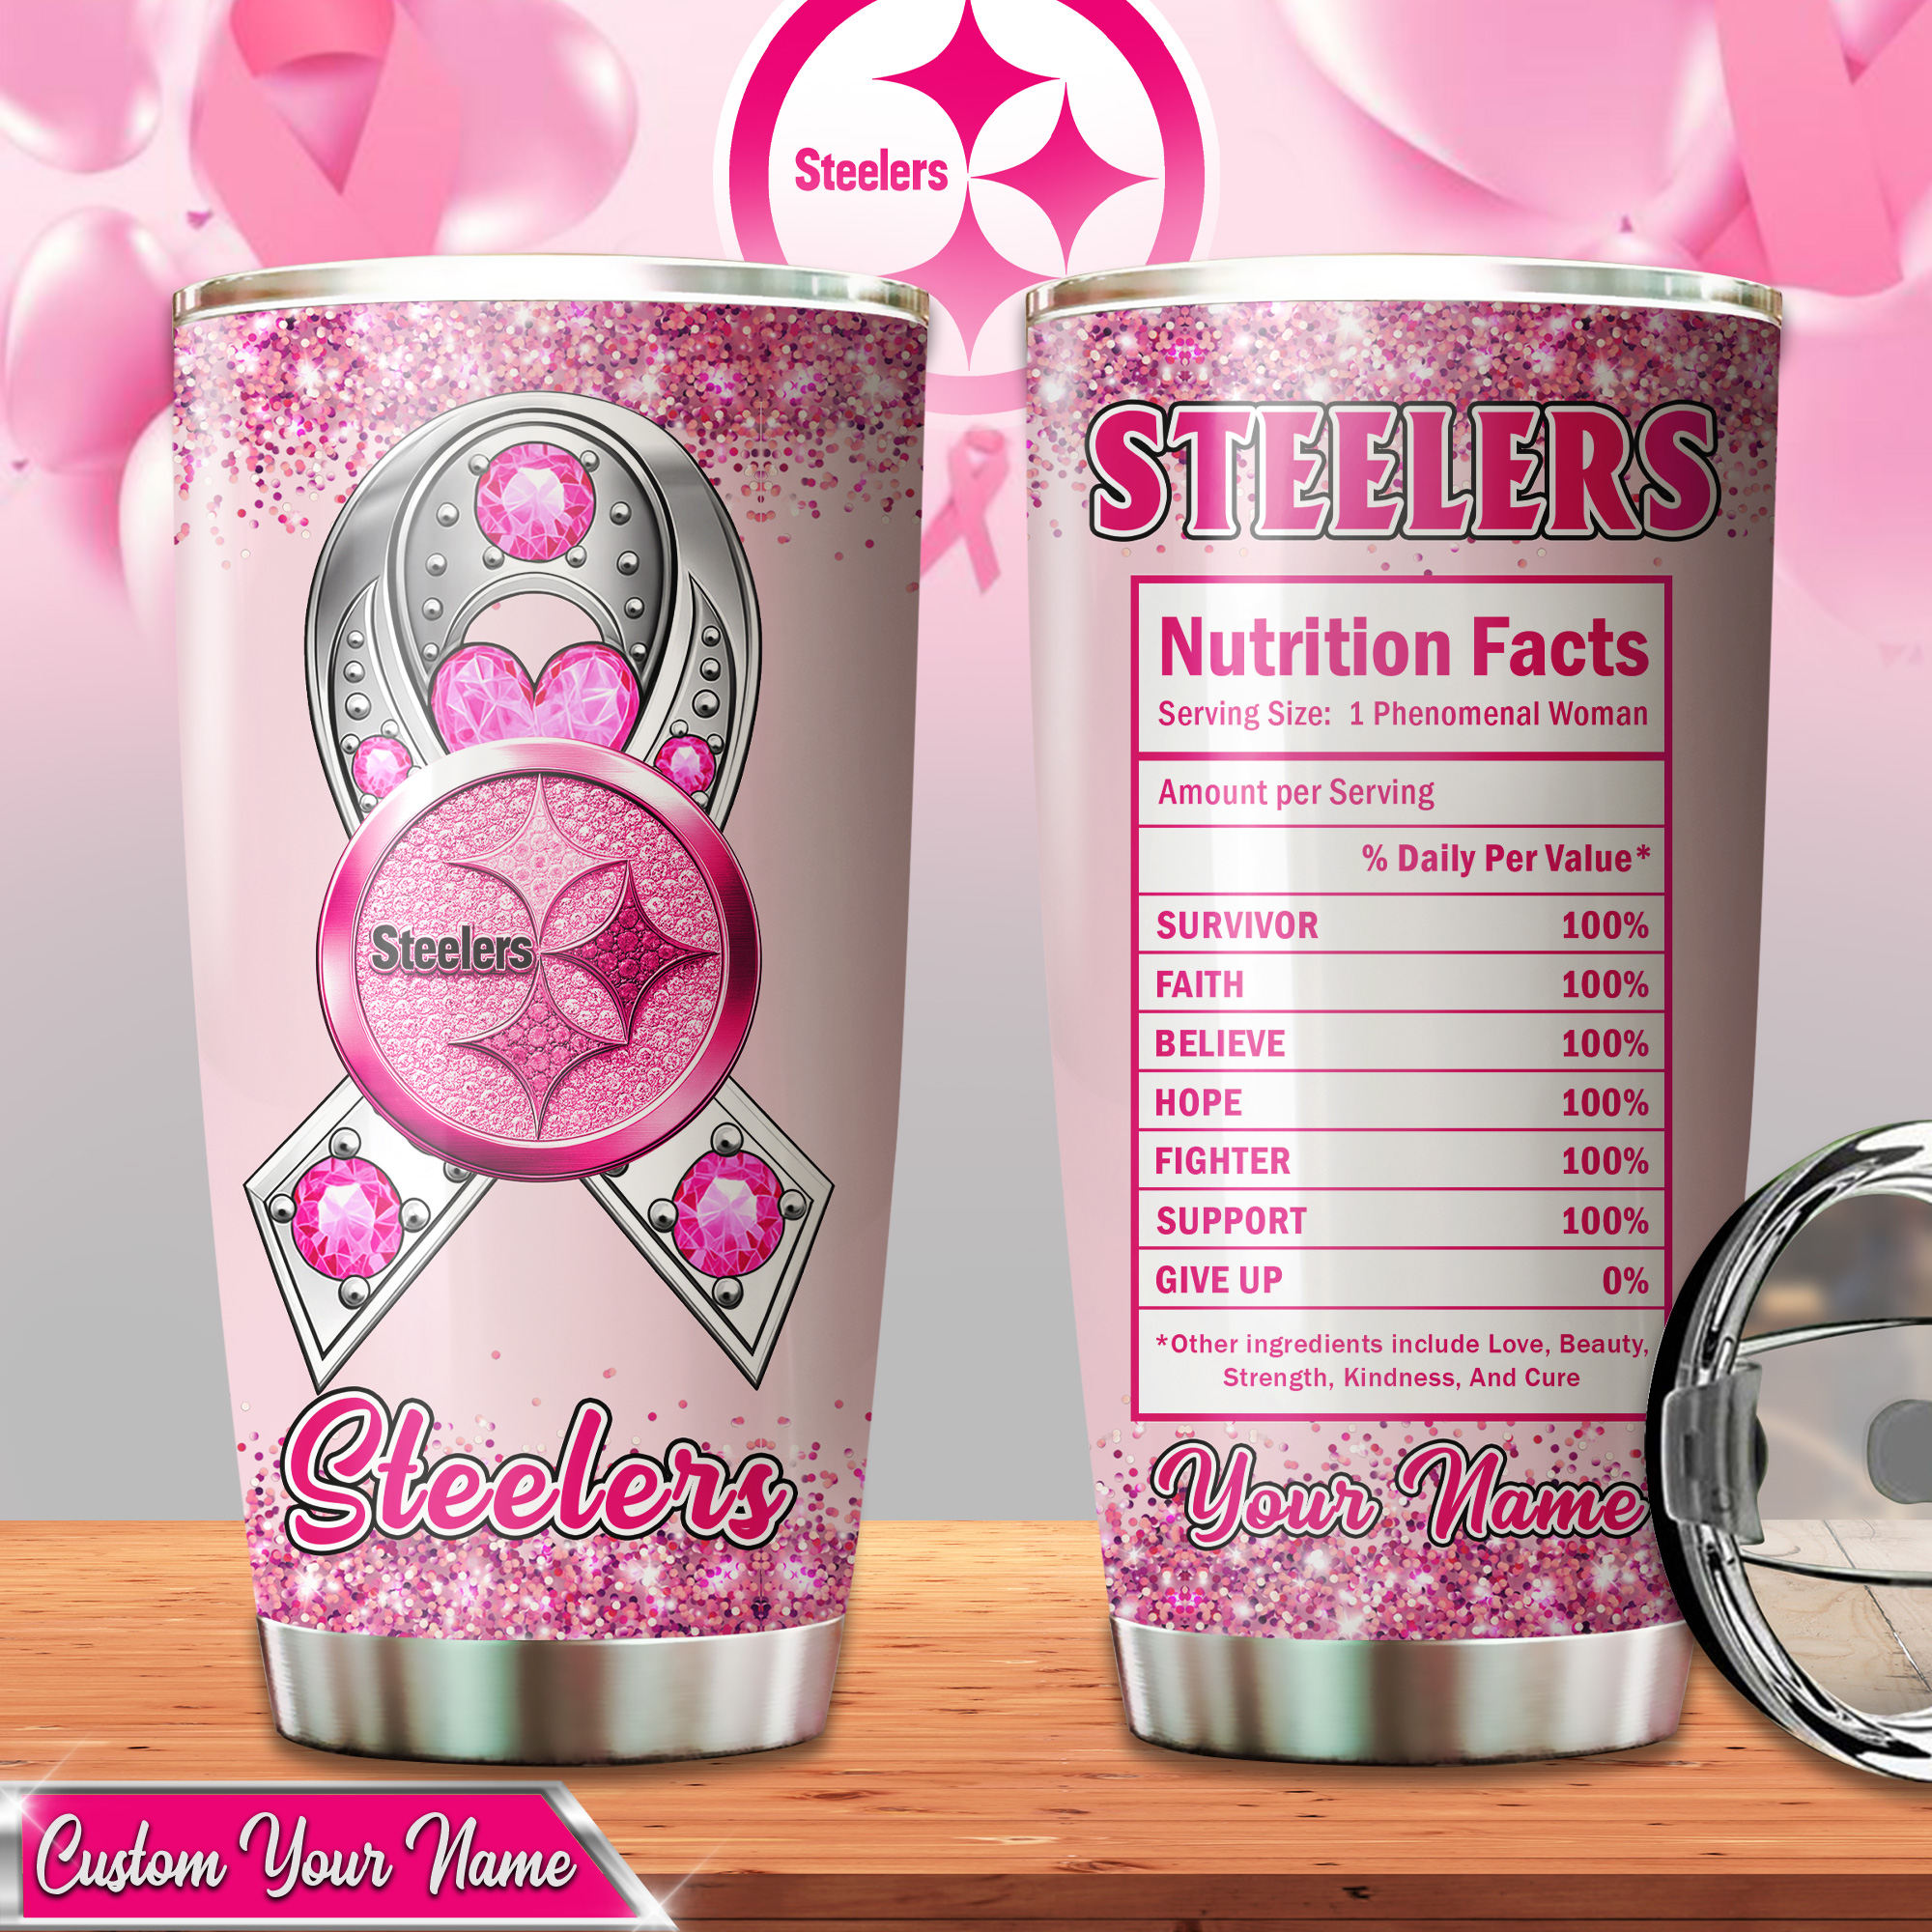 Steelers
STEELERS
Nutrition Facts
Serving Size: 1 Phenomenal Woman
Amount per Serving
% Daily Per Value*
SURVIVOR 100%
FAITH 100%
BELIEVE 100%
HOPE 100%
FIGHTER 100%
SUPPORT 100%
GIVE UP 0%
*Other ingredients include Love, Beauty,
Strength, Kindness, And Cure
Your Name
Steelers
Steelers
Custom Your Name